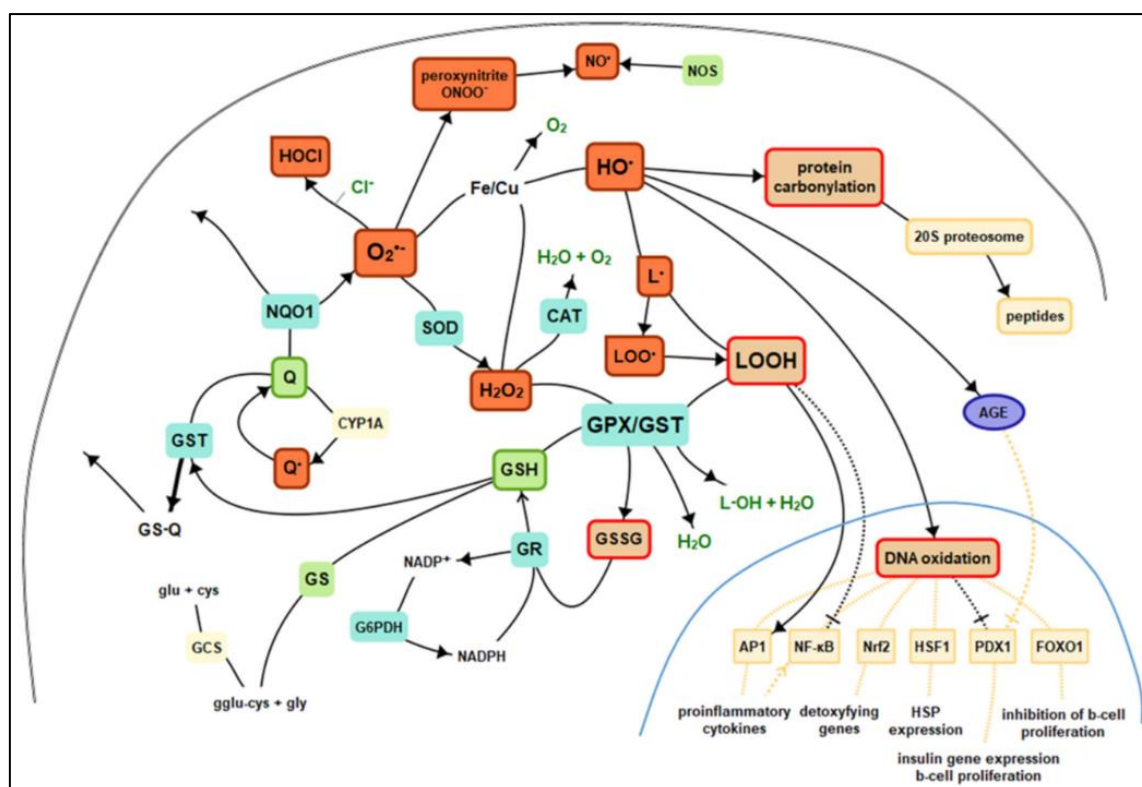 peroxynitrite
ONOO⁻
NO•
NOS
O₂
HOCl
Cl⁻
Fe/Cu
HO•
protein
carbonylation
O₂•⁻
20S proteosome
H₂O + O₂
L•
NQO1
SOD
CAT
peptides
LOO•
LOOH
Q
H₂O₂
CYP1A
GPX/GST
AGE
GST
Q•
GSH
L-OH + H₂O
GS-Q
GSSG
H₂O
NADP⁺
GR
DNA oxidation
GS
glu + cys
G6PDH
GCS
NADPH
AP1
NF-κB
Nrf2
HSF1
PDX1
FOXO1
gglu-cys + gly
proinflammatory
cytokines
detoxyfying
genes
HSP
expression
inhibition of b-cell
proliferation
insulin gene expression
b-cell proliferation